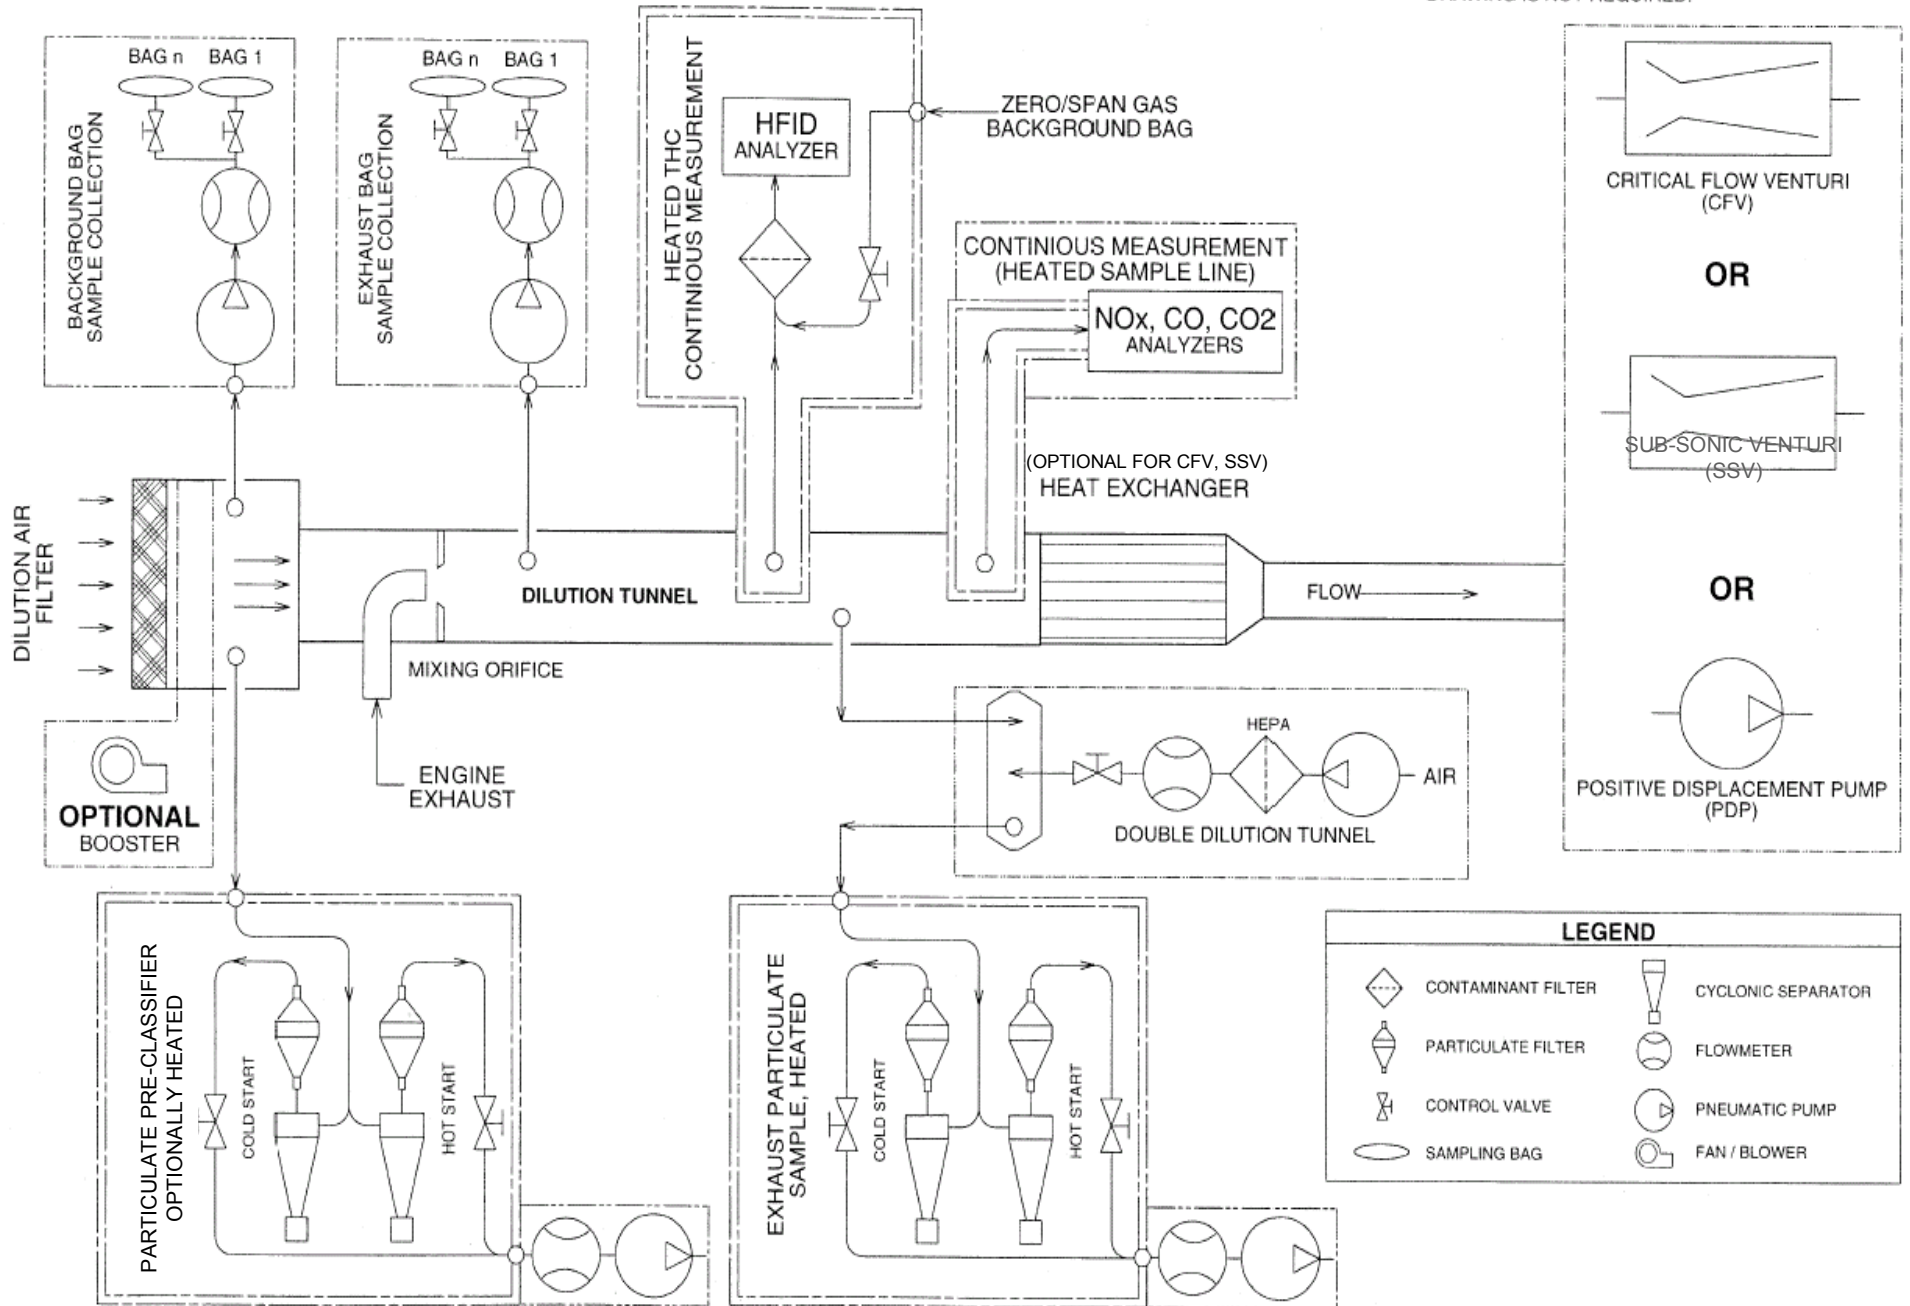 BAG n
BAG 1
BACKGROUND BAG
SAMPLE COLLECTION
BAG n
BAG 1
EXHAUST BAG
SAMPLE COLLECTION
HEATED THC
CONTINIOUS MEASUREMENT
HFID
ANALYZER
ZERO/SPAN GAS
BACKGROUND BAG
CONTINIOUS MEASUREMENT
(HEATED SAMPLE LINE)
NOx, CO, CO2
ANALYZERS
CRITICAL FLOW VENTURI
(CFV)
OR
SUB-SONIC VENTURI
(SSV)
OR
POSITIVE DISPLACEMENT PUMP
(PDP)
(OPTIONAL FOR CFV, SSV)
HEAT EXCHANGER
DILUTION AIR
FILTER
DILUTION TUNNEL
FLOW
MIXING ORIFICE
ENGINE
EXHAUST
OPTIONAL
BOOSTER
HEPA
AIR
DOUBLE DILUTION TUNNEL
PARTICULATE PRE-CLASSIFIER
OPTIONALLY HEATED
COLD START
HOT START
EXHAUST PARTICULATE
SAMPLE, HEATED
COLD START
HOT START
LEGEND
CONTAMINANT FILTER
CYCLONIC SEPARATOR
PARTICULATE FILTER
FLOWMETER
CONTROL VALVE
PNEUMATIC PUMP
SAMPLING BAG
FAN / BLOWER